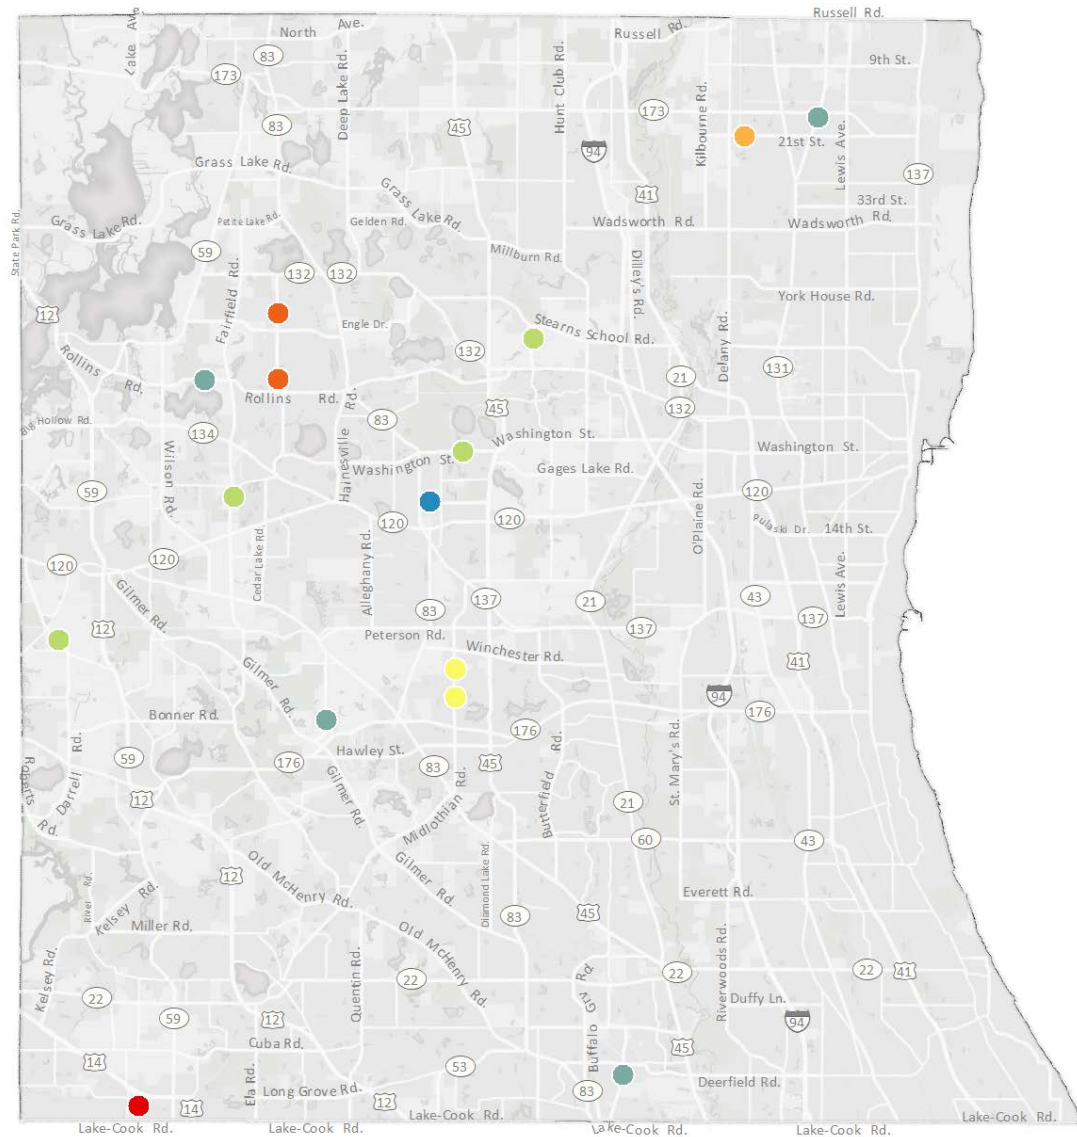 Russell Rd.
Lake Ave.
North Ave.
Russell Rd.
83
Deep Lake Rd.
Hunt Club Rd.
9th St.
173
Kilbourne Rd.
173
83
45
21st St.
Lewis Ave.
94
Grass Lake Rd.
137
41
33rd St.
Grass Lake Rd.
Petite Lake Rd.
Gelden Rd.
Grass Lake Rd.
Wadsworth Rd.
Wadsworth Rd.
State Park Rd.
59
Millburn Rd.
Dilley's Rd.
Fairfield Rd.
132
132
York House Rd.
12
Engle Dr.
Stearns School Rd.
Delany Rd.
Rollins Rd.
132
131
21
Rollins Rd.
45
132
Big Hollow Rd.
83
134
Hainesville Rd.
Washington St.
Washington St.
Washington St.
Wilson Rd.
Gages Lake Rd.
59
120
O'Plaine Rd.
120
120
Pulaski Dr.
14th St.
Cedar Lake Rd.
120
120
Alleghany Rd.
Lewis Ave.
Gilmer Rd.
137
43
21
83
137
12
Peterson Rd.
137
Winchester Rd.
41
Gilmer Rd.
94
Bonner Rd.
176
176
St. Mary's Rd.
Hawley St.
59
176
83
45
Butterfield Rd.
Darrell Rd.
Roberts Rd.
12
Gilmer Rd.
Midlothian Rd.
21
60
43
Old McHenry Rd.
12
Gilmer Rd.
Diamond Lake Rd.
Everett Rd.
River Rd.
Kelsey Rd.
45
83
Miller Rd.
Old McHenry Rd.
Riverwoods Rd.
Kelsey Rd.
Quentin Rd.
22
22
22
41
22
Buffalo Grv Rd.
Duffy Ln.
59
12
94
Cuba Rd.
45
14
53
Ela Rd.
Long Grove Rd.
83
Deerfield Rd.
12
14
Lake-Cook Rd.
Lake-Cook Rd.
Lake-Cook Rd.
Lake-Cook Rd.
Lake-Cook Rd.
Lake-Cook Rd.